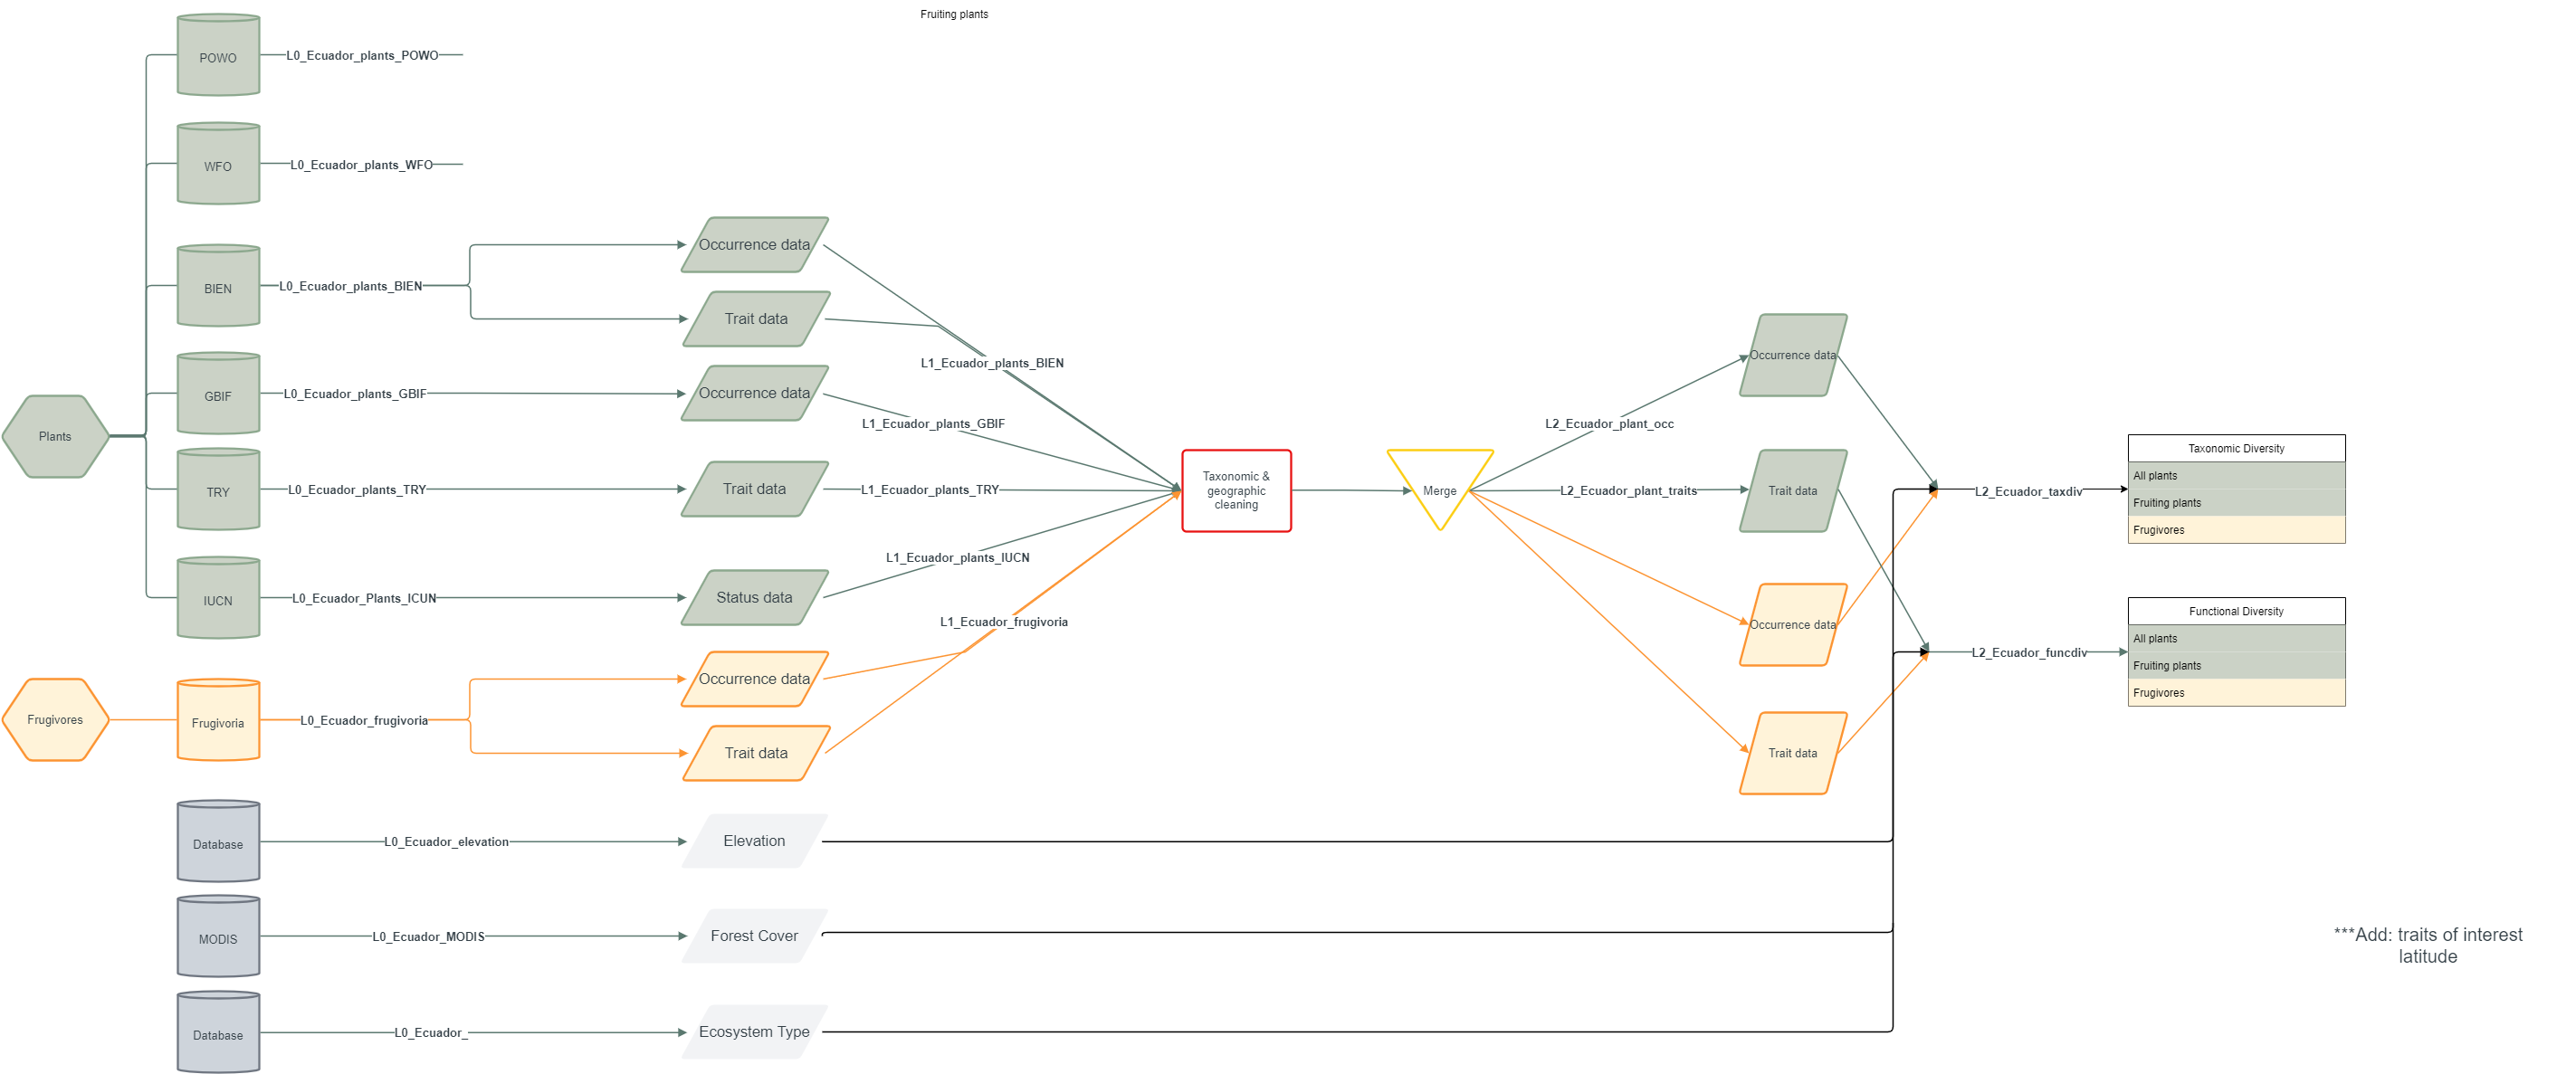 Fruiting plants
POWO
L0_Ecuador_plants_POWO
WFO
L0_Ecuador_plants_WFO
BIEN
L0_Ecuador_plants_BIEN
Occurrence data
Trait data
L1_Ecuador_plants_BIEN
GBIF
L0_Ecuador_plants_GBIF
Occurrence data
L1_Ecuador_plants_GBIF
Plants
TRY
L0_Ecuador_plants_TRY
Trait data
L1_Ecuador_plants_TRY
IUCN
L0_Ecuador_Plants_ICUN
Status data
L1_Ecuador_plants_IUCN
Frugivores
Frugivoria
L0_Ecuador_frugivoria
Occurrence data
Trait data
L1_Ecuador_frugivoria
Taxonomic &
geographic
cleaning
Merge
L2_Ecuador_plant_occ
Occurrence data
L2_Ecuador_plant_traits
Trait data
Occurrence data
Trait data
L2_Ecuador_taxdiv
Taxonomic Diversity
All plants
Fruiting plants
Frugivores
L2_Ecuador_funcdiv
Functional Diversity
All plants
Fruiting plants
Frugivores
Database
L0_Ecuador_elevation
Elevation
MODIS
L0_Ecuador_MODIS
Forest Cover
Database
L0_Ecuador_
Ecosystem Type
***Add: traits of interest
latitude